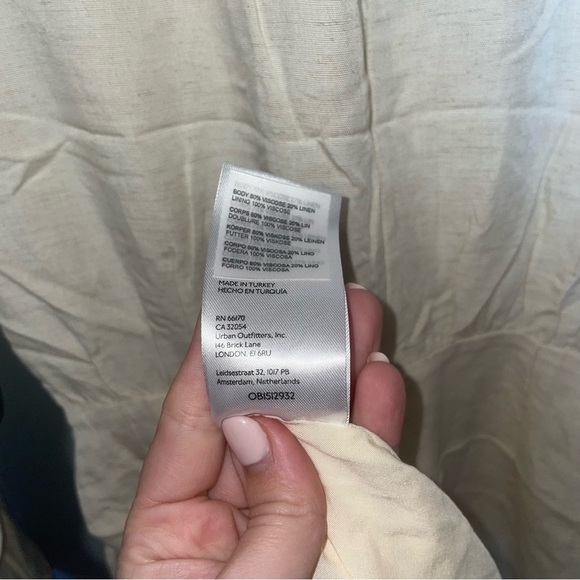 BODY 80% VISCOSE 20% LINEN
LINING 100% VISCOSE
CORPS 80% VISCOSE 20% LIN
DOUBLURE 100% VISCOSE
KÖRPER 80% VISKOSE 20% LEINEN
FUTTER 100% VISKOSE
CORPO 80% VISCOSA 20% LINO
FODERA 100% VISCOSA
CUERPO 80% VISCOSA 20% LINO
FORRO 100% VISCOSA
MADE IN TURKEY
HECHO EN TURQUÍA
RN 66170
CA 32054
Urban Outfitters, Inc.
146 Brick Lane
LONDON, E1 6RU
Leidsestraat 32, 1017 PB
Amsterdam, Netherlands
OB1512932